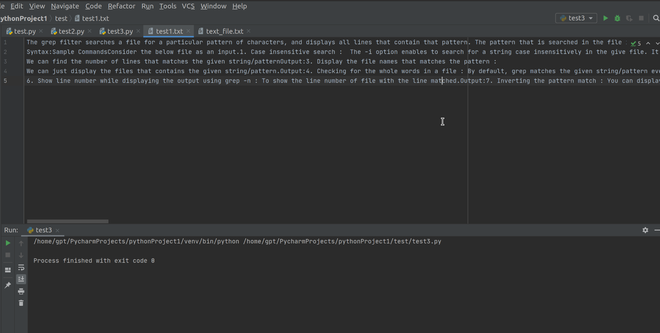 le Edit View Navigate Code Refactor Run Tools VCS Window Help
ythonProject1 test test1.txt
test3
test.py test2.py test3.py test1.txt text_file.txt
1 The grep filter searches a file for a particular pattern of characters, and displays all lines that contain that pattern. The pattern that is searched in the file 5
2 Syntax:Sample CommandsConsider the below file as an input.1. Case insensitive search : The -i option enables to search for a string case insensitively in the give file. It
3 We can find the number of lines that matches the given string/patternOutput:3. Display the file names that matches the pattern :
4 We can just display the files that contains the given string/pattern.Output:4. Checking for the whole words in a file : By default, grep matches the given string/pattern eve
5 6. Show line number while displaying the output using grep -n : To show the line number of file with the line matched.Output:7. Inverting the pattern match : You can display
Run: test3
/home/gpt/PycharmProjects/pythonProject1/venv/bin/python /home/gpt/PycharmProjects/pythonProject1/test/test3.py
Process finished with exit code 0